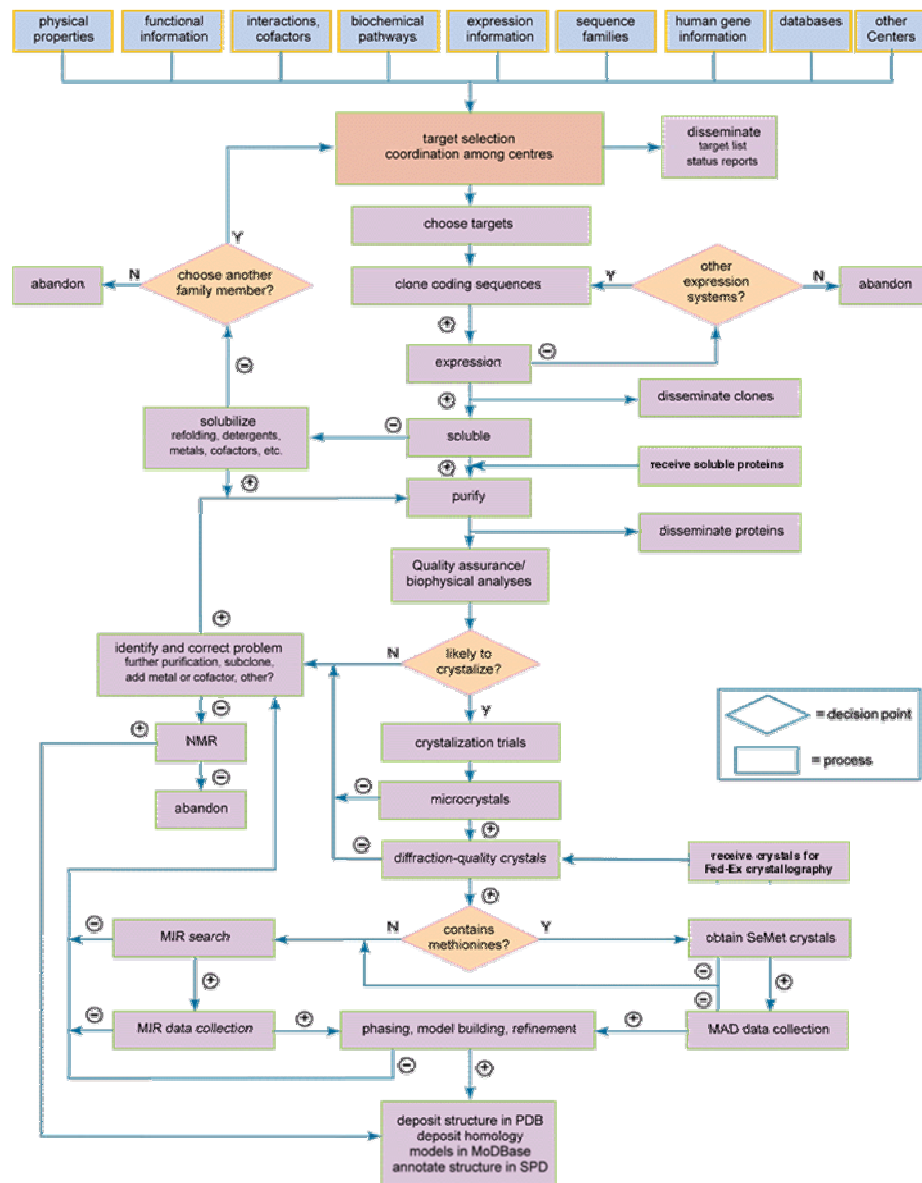 physical
properties
functional
information
interactions,
cofactors
biochemical
pathways
expression
information
sequence
families
human gene
information
databases
other
Centers
target selection
coordination among centres
disseminate
target list
status reports
choose targets
Y
N
choose another
family member?
abandon
clone coding sequences
Y
other
expression
systems?
N
abandon
+
−
expression
−
+
disseminate clones
solubilize
refolding, detergents,
metals, cofactors, etc.
−
soluble
+
+
receive soluble proteins
purify
disseminate proteins
Quality assurance/
biophysical analyses
+
identify and correct problem
further purification, subclone,
add metal or cofactor, other?
N
likely to
crystalize?
−
Y
+
NMR
crystalization trials
= decision point
= process
−
abandon
−
microcrystals
+
−
diffraction-quality crystals
receive crystals for
Fed-Ex crystallography
+
−
MIR search
N
contains
methionines?
Y
obtain SeMet crystals
−
+
+
−
−
MIR data collection
+
phasing, model building, refinement
+
MAD data collection
−
+
deposit structure in PDB
deposit homology
models in MoDBase
annotate structure in SPD